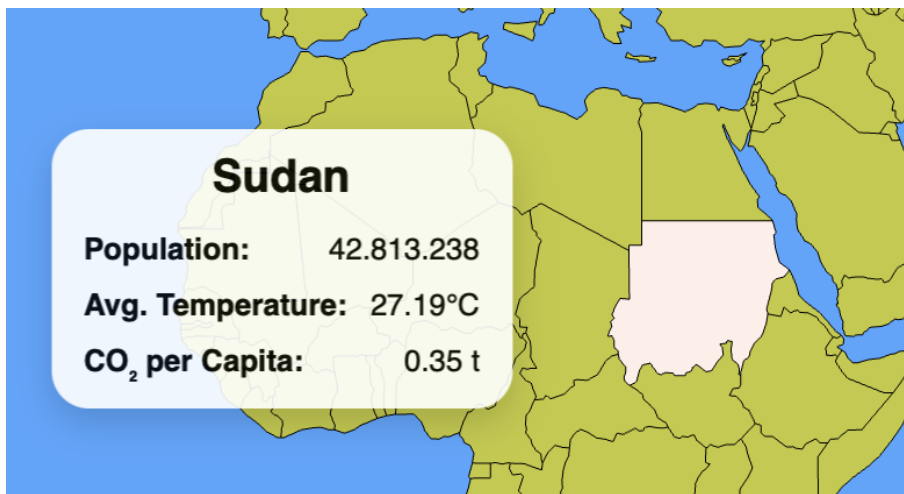 Sudan
Population: 42.813.238
Avg. Temperature: 27.19°C
CO₂ per Capita: 0.35 t